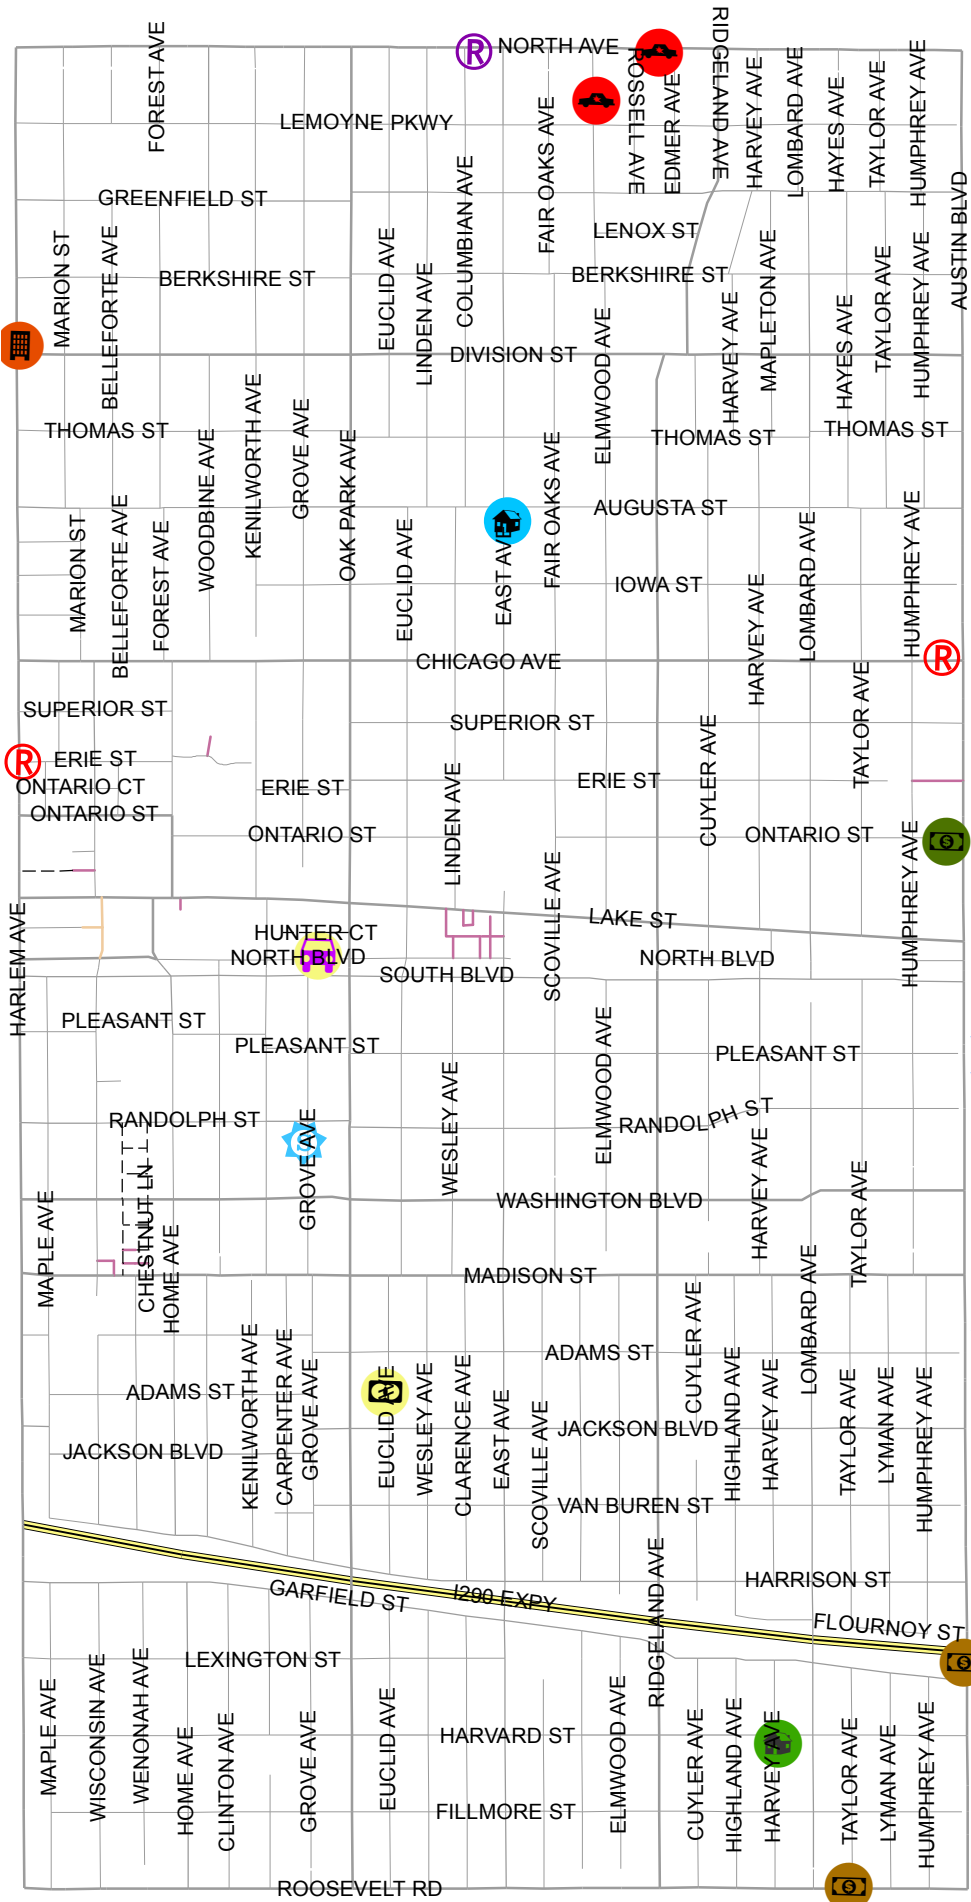 NORTH AVE
FOREST AVE
ROSSELL AVE
EDMER AVE
RIDGELAND AVE
HARVEY AVE
LOMBARD AVE
HAYES AVE
TAYLOR AVE
HUMPHREY AVE
LEMOYNE PKWY
FAIR OAKS AVE
COLUMBIAN AVE
GREENFIELD ST
AUSTIN BLVD
LENOX ST
MARION ST
BELLEFORTE AVE
BERKSHIRE ST
EUCLID AVE
LINDEN AVE
BERKSHIRE ST
MAPLETON AVE
HARVEY AVE
HAYES AVE
TAYLOR AVE
HUMPHREY AVE
ELMWOOD AVE
DIVISION ST
THOMAS ST
WOODBINE AVE
KENILWORTH AVE
GROVE AVE
OAK PARK AVE
THOMAS ST
THOMAS ST
FAIR OAKS AVE
MARION ST
BELLEFORTE AVE
FOREST AVE
EUCLID AVE
EAST AVE
AUGUSTA ST
LOMBARD AVE
HUMPHREY AVE
IOWA ST
HARVEY AVE
R
CHICAGO AVE
R
SUPERIOR ST
SUPERIOR ST
CUYLER AVE
TAYLOR AVE
R
ERIE ST
ERIE ST
ERIE ST
ONTARIO CT
ONTARIO ST
LINDEN AVE
ONTARIO ST
ONTARIO ST
HUMPHREY AVE
SCOVILLE AVE
HARLEM AVE
LAKE ST
HUNTER CT
NORTH BLVD
NORTH BLVD
SOUTH BLVD
PLEASANT ST
PLEASANT ST
PLEASANT ST
ELMWOOD AVE
WESLEY AVE
RANDOLPH ST
GROVE AVE
RANDOLPH ST
HARVEY AVE
WASHINGTON BLVD
MAPLE AVE
CHESTNUT LN
HOME AVE
TAYLOR AVE
MADISON ST
LOMBARD AVE
CUYLER AVE
ADAMS ST
KENILWORTH AVE
CARPENTER AVE
GROVE AVE
ADAMS ST
EUCLID AVE
WESLEY AVE
CLARENCE AVE
EAST AVE
SCOVILLE AVE
HIGHLAND AVE
HARVEY AVE
TAYLOR AVE
LYMAN AVE
HUMPHREY AVE
JACKSON BLVD
JACKSON BLVD
VAN BUREN ST
RIDGELAND AVE
HARRISON ST
GARFIELD ST
I290 EXPY
FLOURNOY ST
LEXINGTON ST
MAPLE AVE
WISCONSIN AVE
WENONAH AVE
HOME AVE
CLINTON AVE
GROVE AVE
EUCLID AVE
HARVARD ST
ELMWOOD AVE
CUYLER AVE
HIGHLAND AVE
HARVEY AVE
TAYLOR AVE
LYMAN AVE
HUMPHREY AVE
FILLMORE ST
ROOSEVELT RD